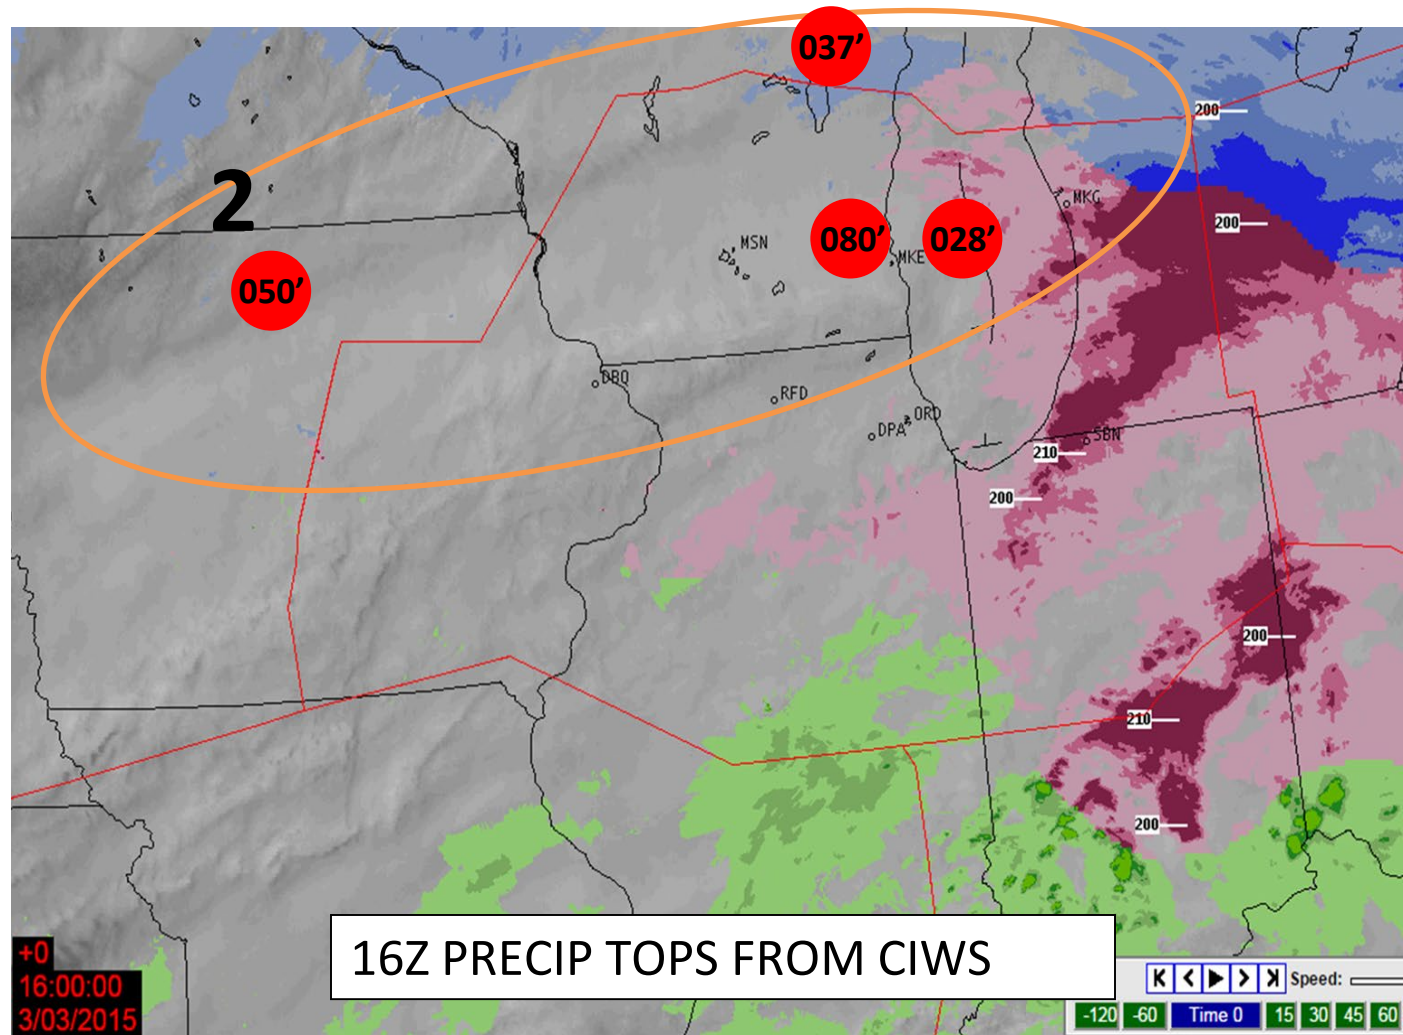 037’
200
2
MKG
200
080’
028’
MSN
MKE
050’
DBQ
RFD
ORD
DPA
SBN
210
200
200
210
200
16Z PRECIP TOPS FROM CIWS
+0
16:00:00
3/03/2015
Speed:
-120 -60 Time 0 15 30 45 60